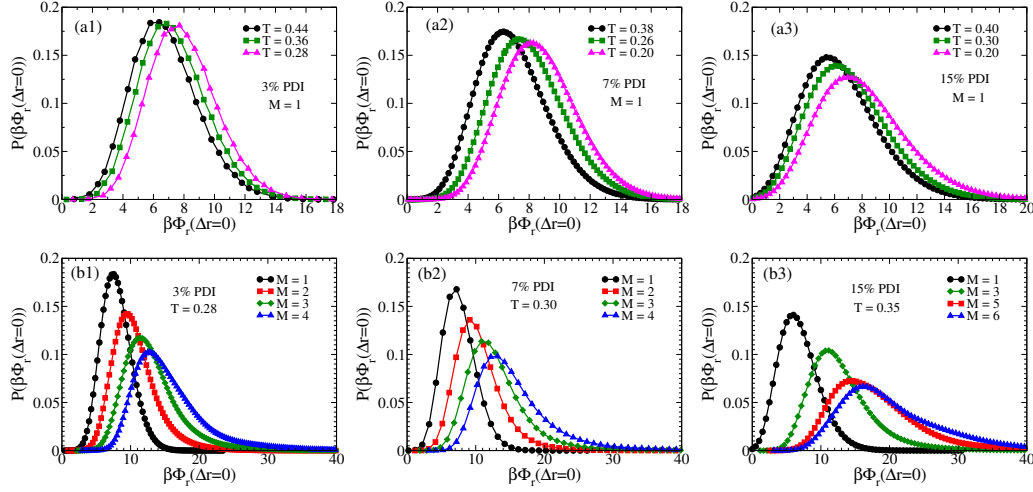 (a1)
T = 0.44
T = 0.36
T = 0.28
3% PDI
M = 1
P(βΦr(Δr=0))
0.2
0.15
0.1
0.05
0
0 2 4 6 8 10 12 14 16 18
βΦr(Δr=0)
(a2)
T = 0.38
T = 0.26
T = 0.20
7% PDI
M = 1
P(βΦr(Δr=0))
0.2
0.15
0.1
0.05
0
0 2 4 6 8 10 12 14 16 18
βΦr(Δr=0)
(a3)
T = 0.40
T = 0.30
T = 0.20
15% PDI
M = 1
P(βΦr(Δr=0))
0.2
0.15
0.1
0.05
0
0 2 4 6 8 10 12 14 16 18 20
βΦr(Δr=0)
(b1)
3% PDI
T = 0.28
M = 1
M = 2
M = 3
M = 4
P(βΦr(Δr=0))
0.2
0.15
0.1
0.05
0
0 10 20 30 40
βΦr(Δr=0)
(b2)
7% PDI
T = 0.30
M = 1
M = 2
M = 3
M = 4
P(βΦr(Δr=0))
0.2
0.15
0.1
0.05
0
0 10 20 30 40
βΦr(Δr=0)
(b3)
15% PDI
T = 0.35
M = 1
M = 3
M = 5
M = 6
P(βΦr(Δr=0))
0.2
0.15
0.1
0.05
0
0 10 20 30 40
βΦr(Δr=0)